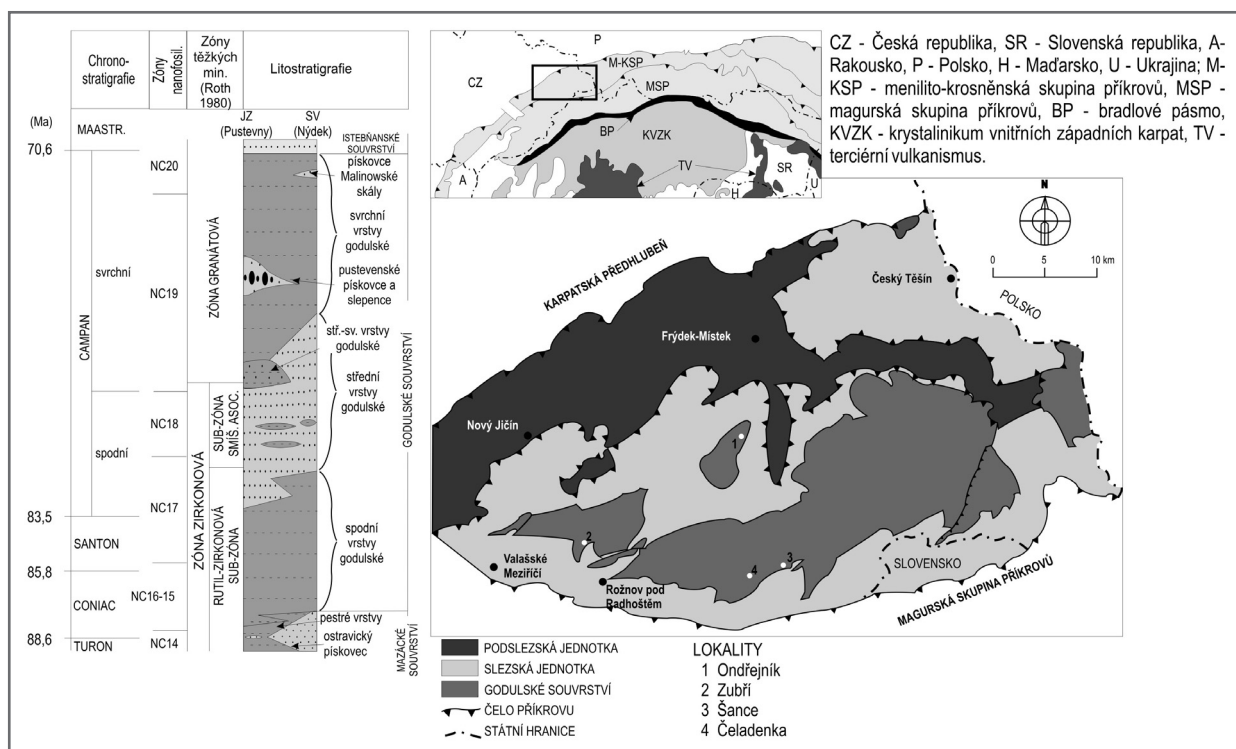 Chrono-
stratigrafie
Zóny
nanofosil.
Zóny
těžkých
min.
(Roth
1980)
Litostratigrafie
JZ
(Pustevny)
SV
(Nýdek)
(Ma)
70,6
83,5
85,8
88,6
MAASTR.
CAMPAN
svrchní
spodní
SANTON
CONIAC
TURON
NC20
NC19
NC18
NC17
NC16-15
NC14
ZÓNA GRANÁTOVÁ
ZÓNA ZIRKONOVÁ
SUB-ZÓNA
SMÍŠ. ASOC.
RUTIL-ZIRKONOVÁ
SUB-ZÓNA
ISTEBŇANSKÉ
SOUVRSTVÍ
pískovce
Malinowské
skály
svrchní
vrstvy
godulské
pustevenské
pískovce a
slepence
stř.-sv. vrstvy
godulské
střední
vrstvy
godulské
spodní
vrstvy
godulské
pestré vrstvy
ostravický
pískovec
GODULSKÉ SOUVRSTVÍ
MAZÁCKÉ
SOUVRSTVÍ
P
CZ
M-KSP
MSP
BP
KVZK
TV
A
SR
H
U
CZ - Česká republika, SR - Slovenská republika, A-
Rakousko, P - Polsko, H - Maďarsko, U - Ukrajina; M-
KSP - menilito-krosněnská skupina příkrovů, MSP -
magurská skupina příkrovů, BP - bradlové pásmo,
KVZK - krystalinikum vnitřních západních karpat, TV -
terciérní vulkanismus.
N
0 5 10 km
KARPATSKÁ PŘEDHLUBEŇ
Český Těšín
POLSKO
Frýdek-Místek
Nový Jičín
1
2
3
4
Valašské
Meziříčí
Rožnov pod
Radhoštěm
SLOVENSKO
MAGURSKÁ SKUPINA PŘÍKROVŮ
PODSLEZSKÁ JEDNOTKA
SLEZSKÁ JEDNOTKA
GODULSKÉ SOUVRSTVÍ
ČELO PŘÍKROVU
STÁTNÍ HRANICE
LOKALITY
1 Ondřejník
2 Zubří
3 Šance
4 Čeladenka